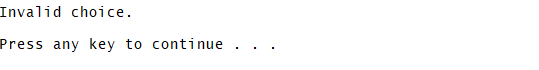 Invalid choice.
Press any key to continue . . .